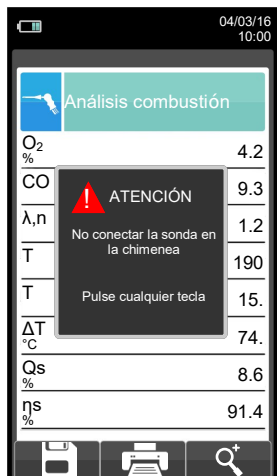 04/03/16
10:00
Análisis combustión
O2
%
4.2
CO
9.3
λ,n
1.2
T
190
T
15.
ΔT
°C
74.
Qs
%
8.6
ηs
%
91.4
ATENCIÓN
No conectar la sonda en
la chimenea
Pulse cualquier tecla